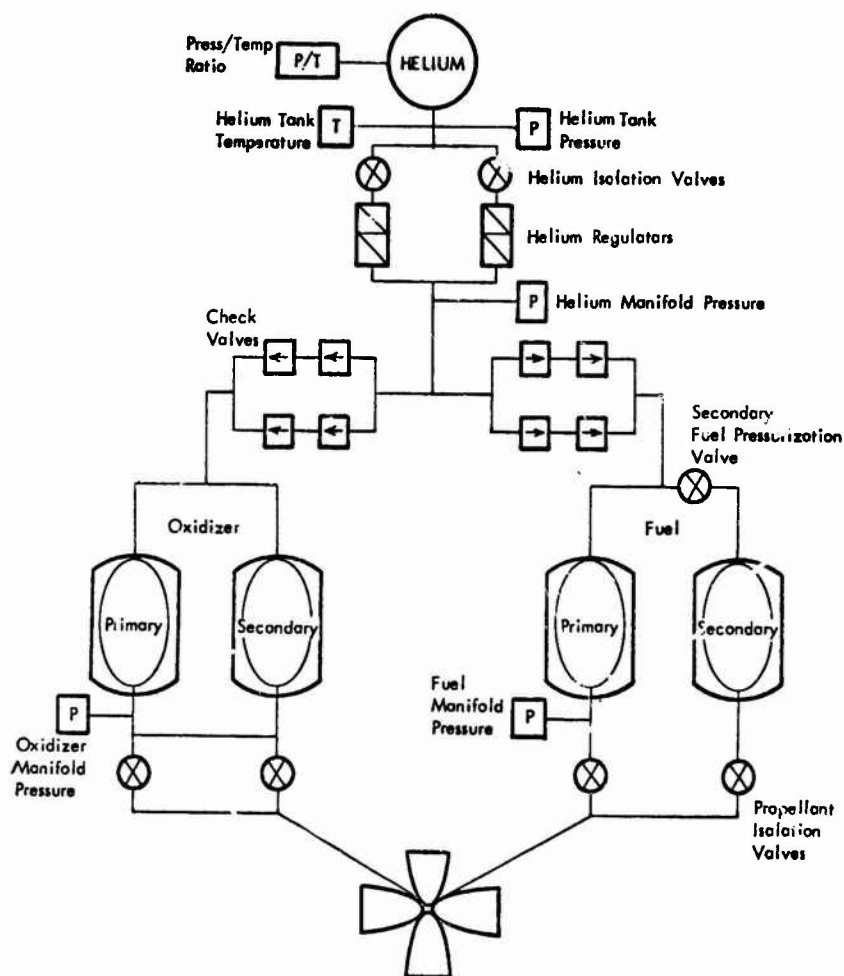 Press/Temp
Ratio
P/T
HELIUM
Helium Tank
Temperature
T
P
Helium Tank
Pressure
Helium Isolation Valves
Helium Regulators
P
Helium Manifold Pressure
Check
Valves
Secondary
Fuel Pressurization
Valve
Oxidizer
Fuel
Primary
Secondary
Primary
Secondary
P
Oxidizer
Manifold
Pressure
Fuel
Manifold
Pressure
P
Propellant
Isolation
Valves